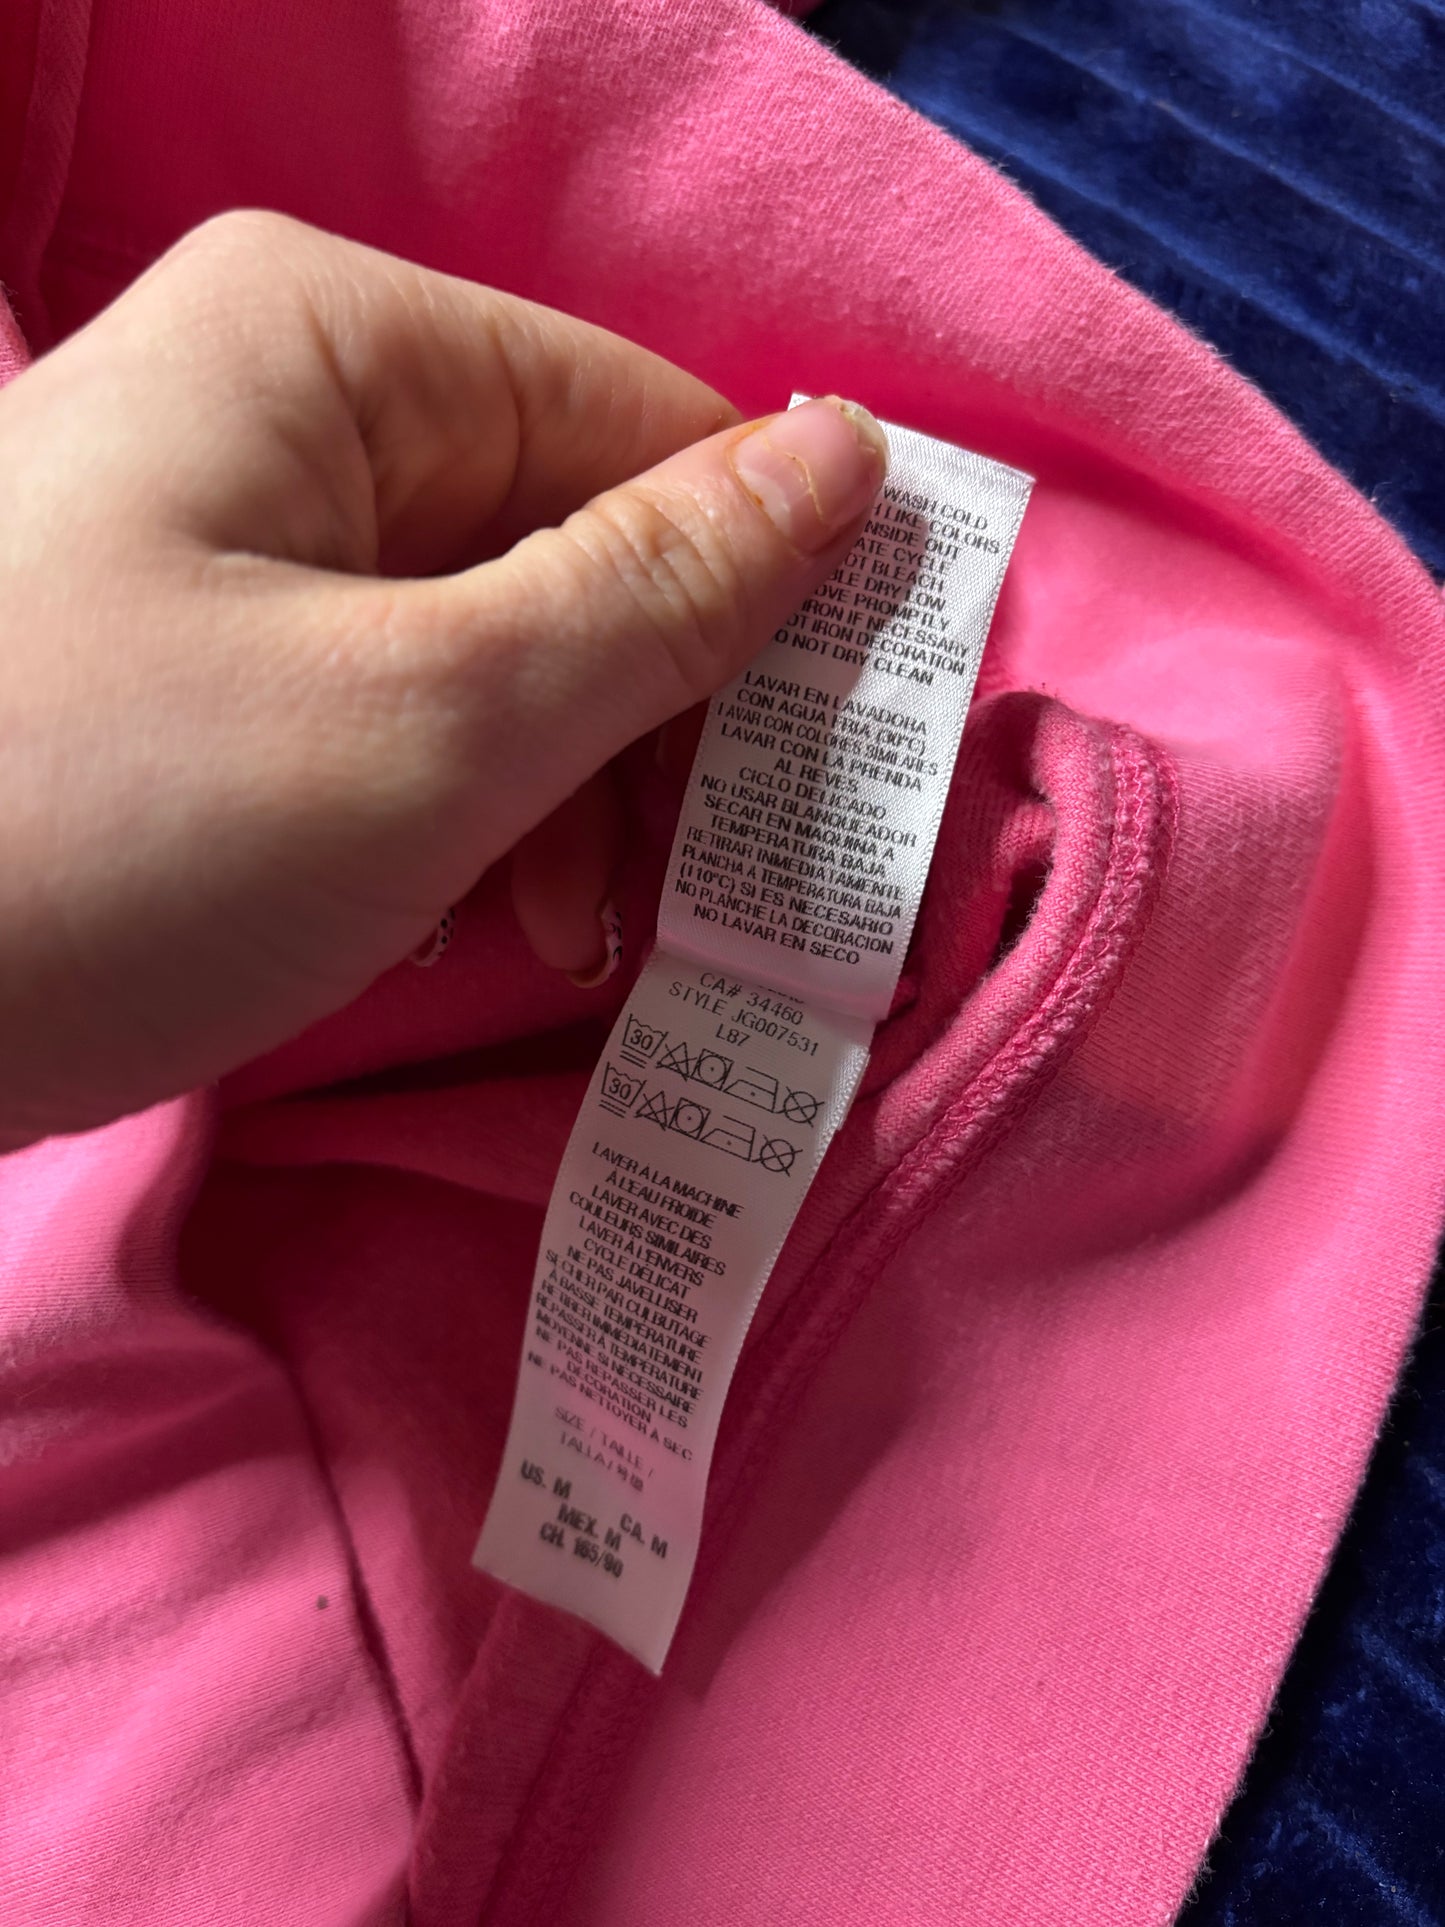 WASH COLD
LIKE COLORS
INSIDE OUT
CYCLE
BLEACH
DRY LOW
PROMPTLY
IRON IF NECESSARY
IRON DECORATION
NOT DRY CLEAN
LAVAR EN LAVADORA
CON AGUA FRIA (30ºC)
LAVAR CON COLORES SIMILARES
LAVAR CON LA PRENDA
AL REVES
CICLO DELICADO
NO USAR BLANQUEADOR
SECAR EN MAQUINA A
TEMPERATURA BAJA
RETIRAR INMEDIATAMENTE
PLANCHA A TEMPERATURA BAJA
(110°C) SI ES NECESARIO
NO PLANCHE LA DECORACION
NO LAVAR EN SECO
CA# 34460
STYLE JG007531
L87
30
30
LAVER À LA MACHINE
À L'EAU FROIDE
LAVER AVEC DES
COULEURS SIMILAIRES
LAVER À L'ENVERS
CYCLE DÉLICAT
NE PAS JAVELLISER
SÉCHER PAR CULBUTAGE
À BASSE TEMPÉRATURE
RETIRER IMMÉDIATEMENT
REPASSER À TEMPÉRATURE
MOYENNE SI NÉCESSAIRE
NE PAS REPASSER LES
DÉCORATION
NE PAS NETTOYER À SEC
SIZE / TAILLE /
TALLA / 号型
US. M CA. M
MEX. M
CH. 165/90